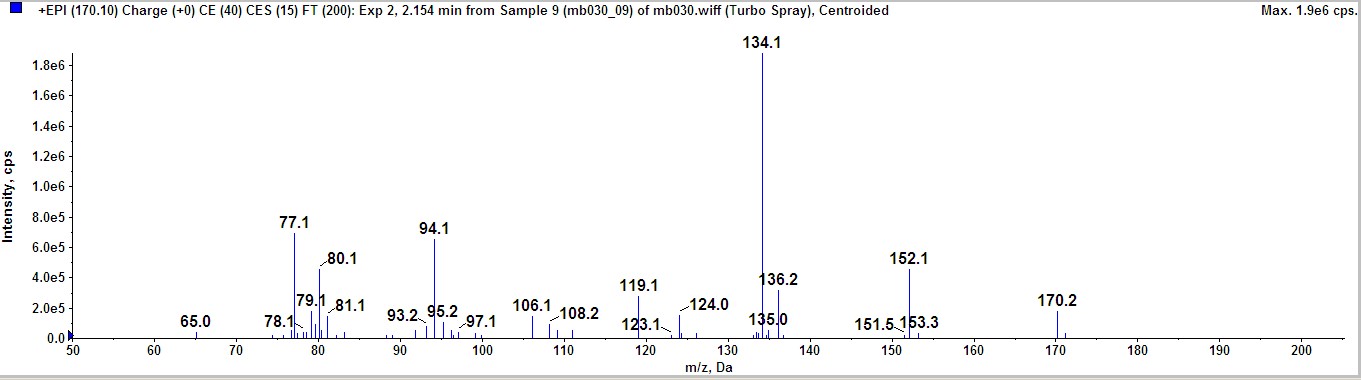 +EPI (170.10) Charge (+0) CE (40) CES (15) FT (200): Exp 2, 2.154 min from Sample 9 (mb030_09) of mb030.wiff (Turbo Spray), Centroided
Max. 1.9e6 cps.
134.1
1.8e6
1.6e6
1.4e6
1.2e6
1.0e6
8.0e5
6.0e5
4.0e5
2.0e5
0.0
Intensity, cps
77.1
94.1
80.1
152.1
136.2
119.1
79.1
81.1
106.1
124.0
170.2
93.2
95.2
108.2
65.0
78.1
97.1
123.1
135.0
151.5
153.3
50 60 70 80 90 100 110 120 130 140 150 160 170 180 190 200
m/z, Da